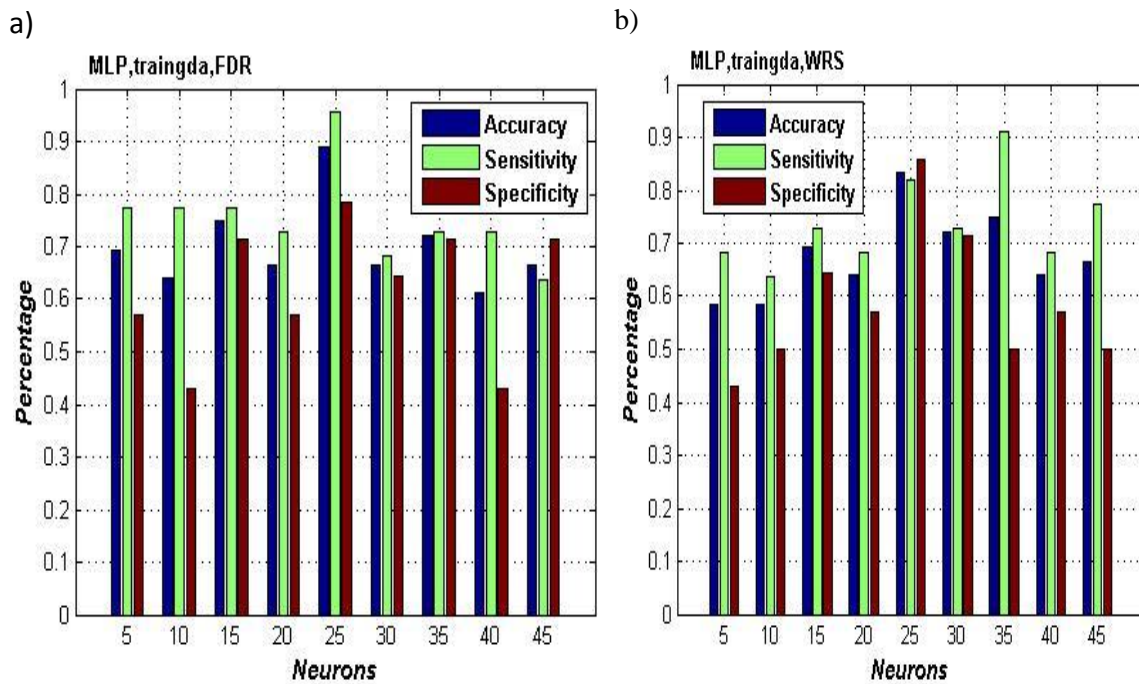 a)
MLP,traingda,FDR
1
0.9
0.8
0.7
0.6
0.5
0.4
0.3
0.2
0.1
0
Percentage
Accuracy
Sensitivity
Specificity
5 10 15 20 25 30 35 40 45
Neurons
b)
MLP,traingda,WRS
1
0.9
0.8
0.7
0.6
0.5
0.4
0.3
0.2
0.1
0
Percentage
Accuracy
Sensitivity
Specificity
5 10 15 20 25 30 35 40 45
Neurons